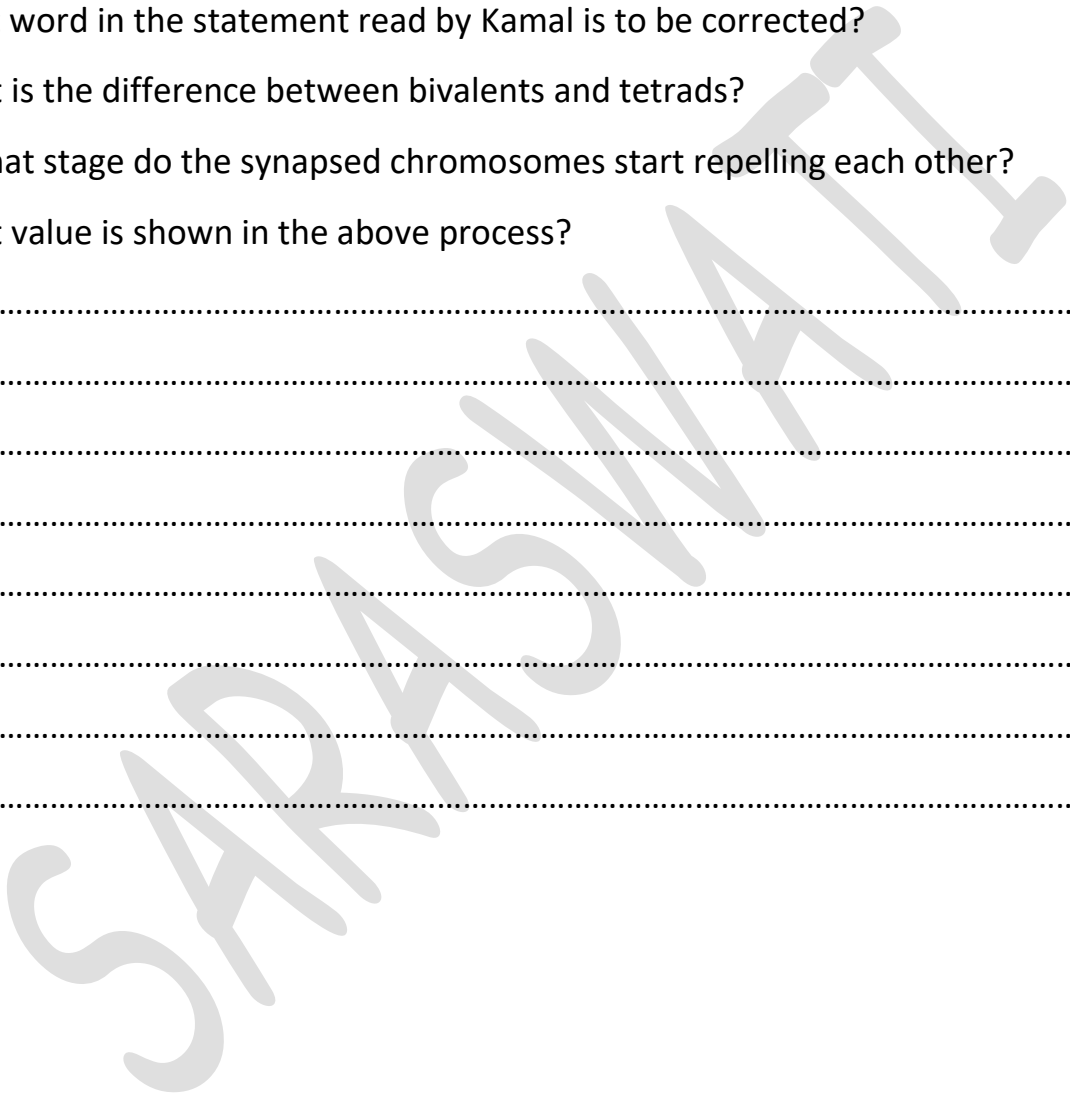 word in the statement read by Kamal is to be corrected?
is the difference between bivalents and tetrads?
stage do the synapsed chromosomes start repelling each other?
value is shown in the above process?
SARASWATI